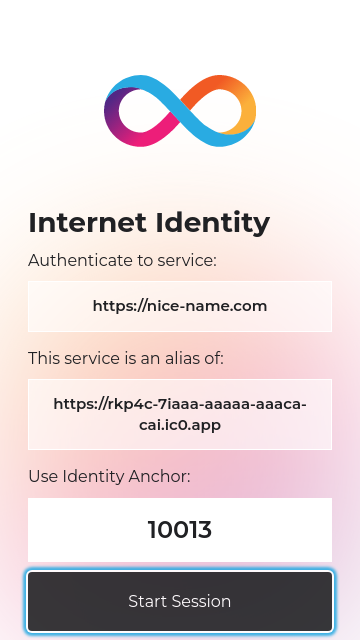 Internet Identity
Authenticate to service:
https://nice-name.com
This service is an alias of:
https://rkp4c-7iaaa-aaaaa-aaaca-
cai.ic0.app
Use Identity Anchor:
10013
Start Session